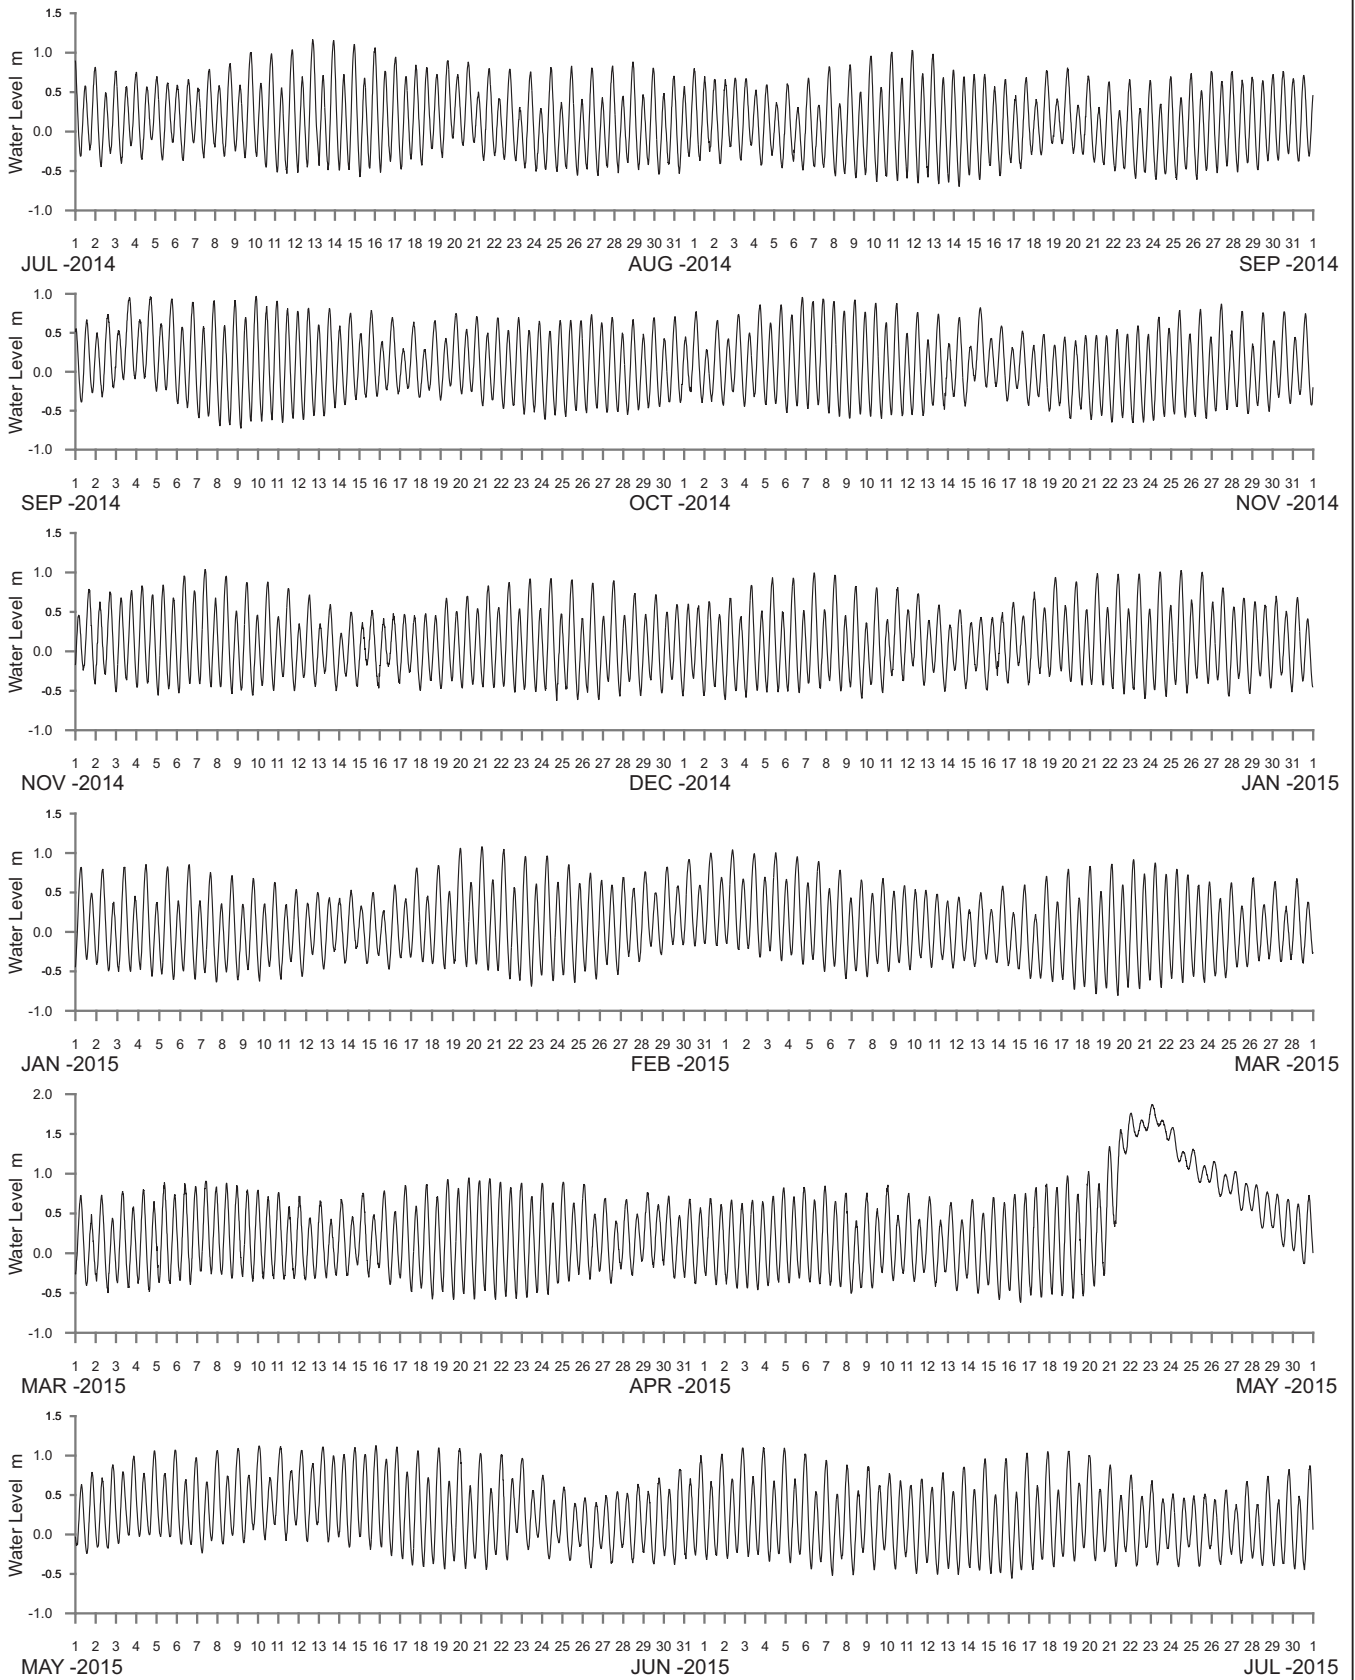 1.5
1.0
0.5
0.0
-0.5
-1.0
Water Level m
1 2 3 4 5 6 7 8 9 10 11 12 13 14 15 16 17 18 19 20 21 22 23 24 25 26 27 28 29 30 31 1 2 3 4 5 6 7 8 9 10 11 12 13 14 15 16 17 18 19 20 21 22 23 24 25 26 27 28 29 30 31 1
JUL -2014 AUG -2014 SEP -2014
1.0
0.5
0.0
-0.5
-1.0
Water Level m
1 2 3 4 5 6 7 8 9 10 11 12 13 14 15 16 17 18 19 20 21 22 23 24 25 26 27 28 29 30 1 2 3 4 5 6 7 8 9 10 11 12 13 14 15 16 17 18 19 20 21 22 23 24 25 26 27 28 29 30 31 1
SEP -2014 OCT -2014 NOV -2014
1.5
1.0
0.5
0.0
-0.5
-1.0
Water Level m
1 2 3 4 5 6 7 8 9 10 11 12 13 14 15 16 17 18 19 20 21 22 23 24 25 26 27 28 29 30 1 2 3 4 5 6 7 8 9 10 11 12 13 14 15 16 17 18 19 20 21 22 23 24 25 26 27 28 29 30 31 1
NOV -2014 DEC -2014 JAN -2015
1.5
1.0
0.5
0.0
-0.5
-1.0
Water Level m
1 2 3 4 5 6 7 8 9 10 11 12 13 14 15 16 17 18 19 20 21 22 23 24 25 26 27 28 29 30 31 1 2 3 4 5 6 7 8 9 10 11 12 13 14 15 16 17 18 19 20 21 22 23 24 25 26 27 28 1
JAN -2015 FEB -2015 MAR -2015
2.0
1.5
1.0
0.5
0.0
-0.5
-1.0
Water Level m
1 2 3 4 5 6 7 8 9 10 11 12 13 14 15 16 17 18 19 20 21 22 23 24 25 26 27 28 29 30 31 1 2 3 4 5 6 7 8 9 10 11 12 13 14 15 16 17 18 19 20 21 22 23 24 25 26 27 28 29 30 1
MAR -2015 APR -2015 MAY -2015
1.5
1.0
0.5
0.0
-0.5
-1.0
Water Level m
1 2 3 4 5 6 7 8 9 10 11 12 13 14 15 16 17 18 19 20 21 22 23 24 25 26 27 28 29 30 31 1 2 3 4 5 6 7 8 9 10 11 12 13 14 15 16 17 18 19 20 21 22 23 24 25 26 27 28 29 30 1
MAY -2015 JUN -2015 JUL -2015